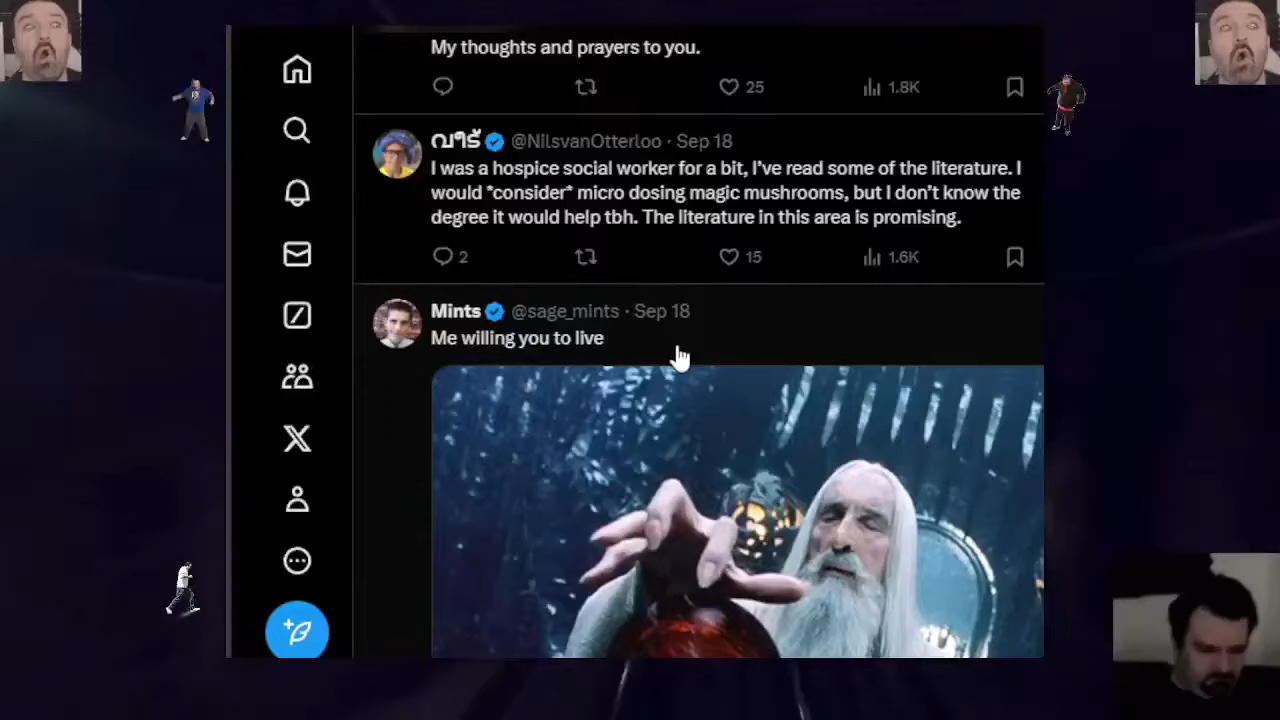 My thoughts and prayers to you.
25 1.8K
വീട് @NilsvanOtterloo · Sep 18
I was a hospice social worker for a bit, I've read some of the literature. I
would *consider* micro dosing magic mushrooms, but I don't know the
degree it would help tbh. The literature in this area is promising.
2 15 1.6K
Mints @sage_mints · Sep 18
Me willing you to live